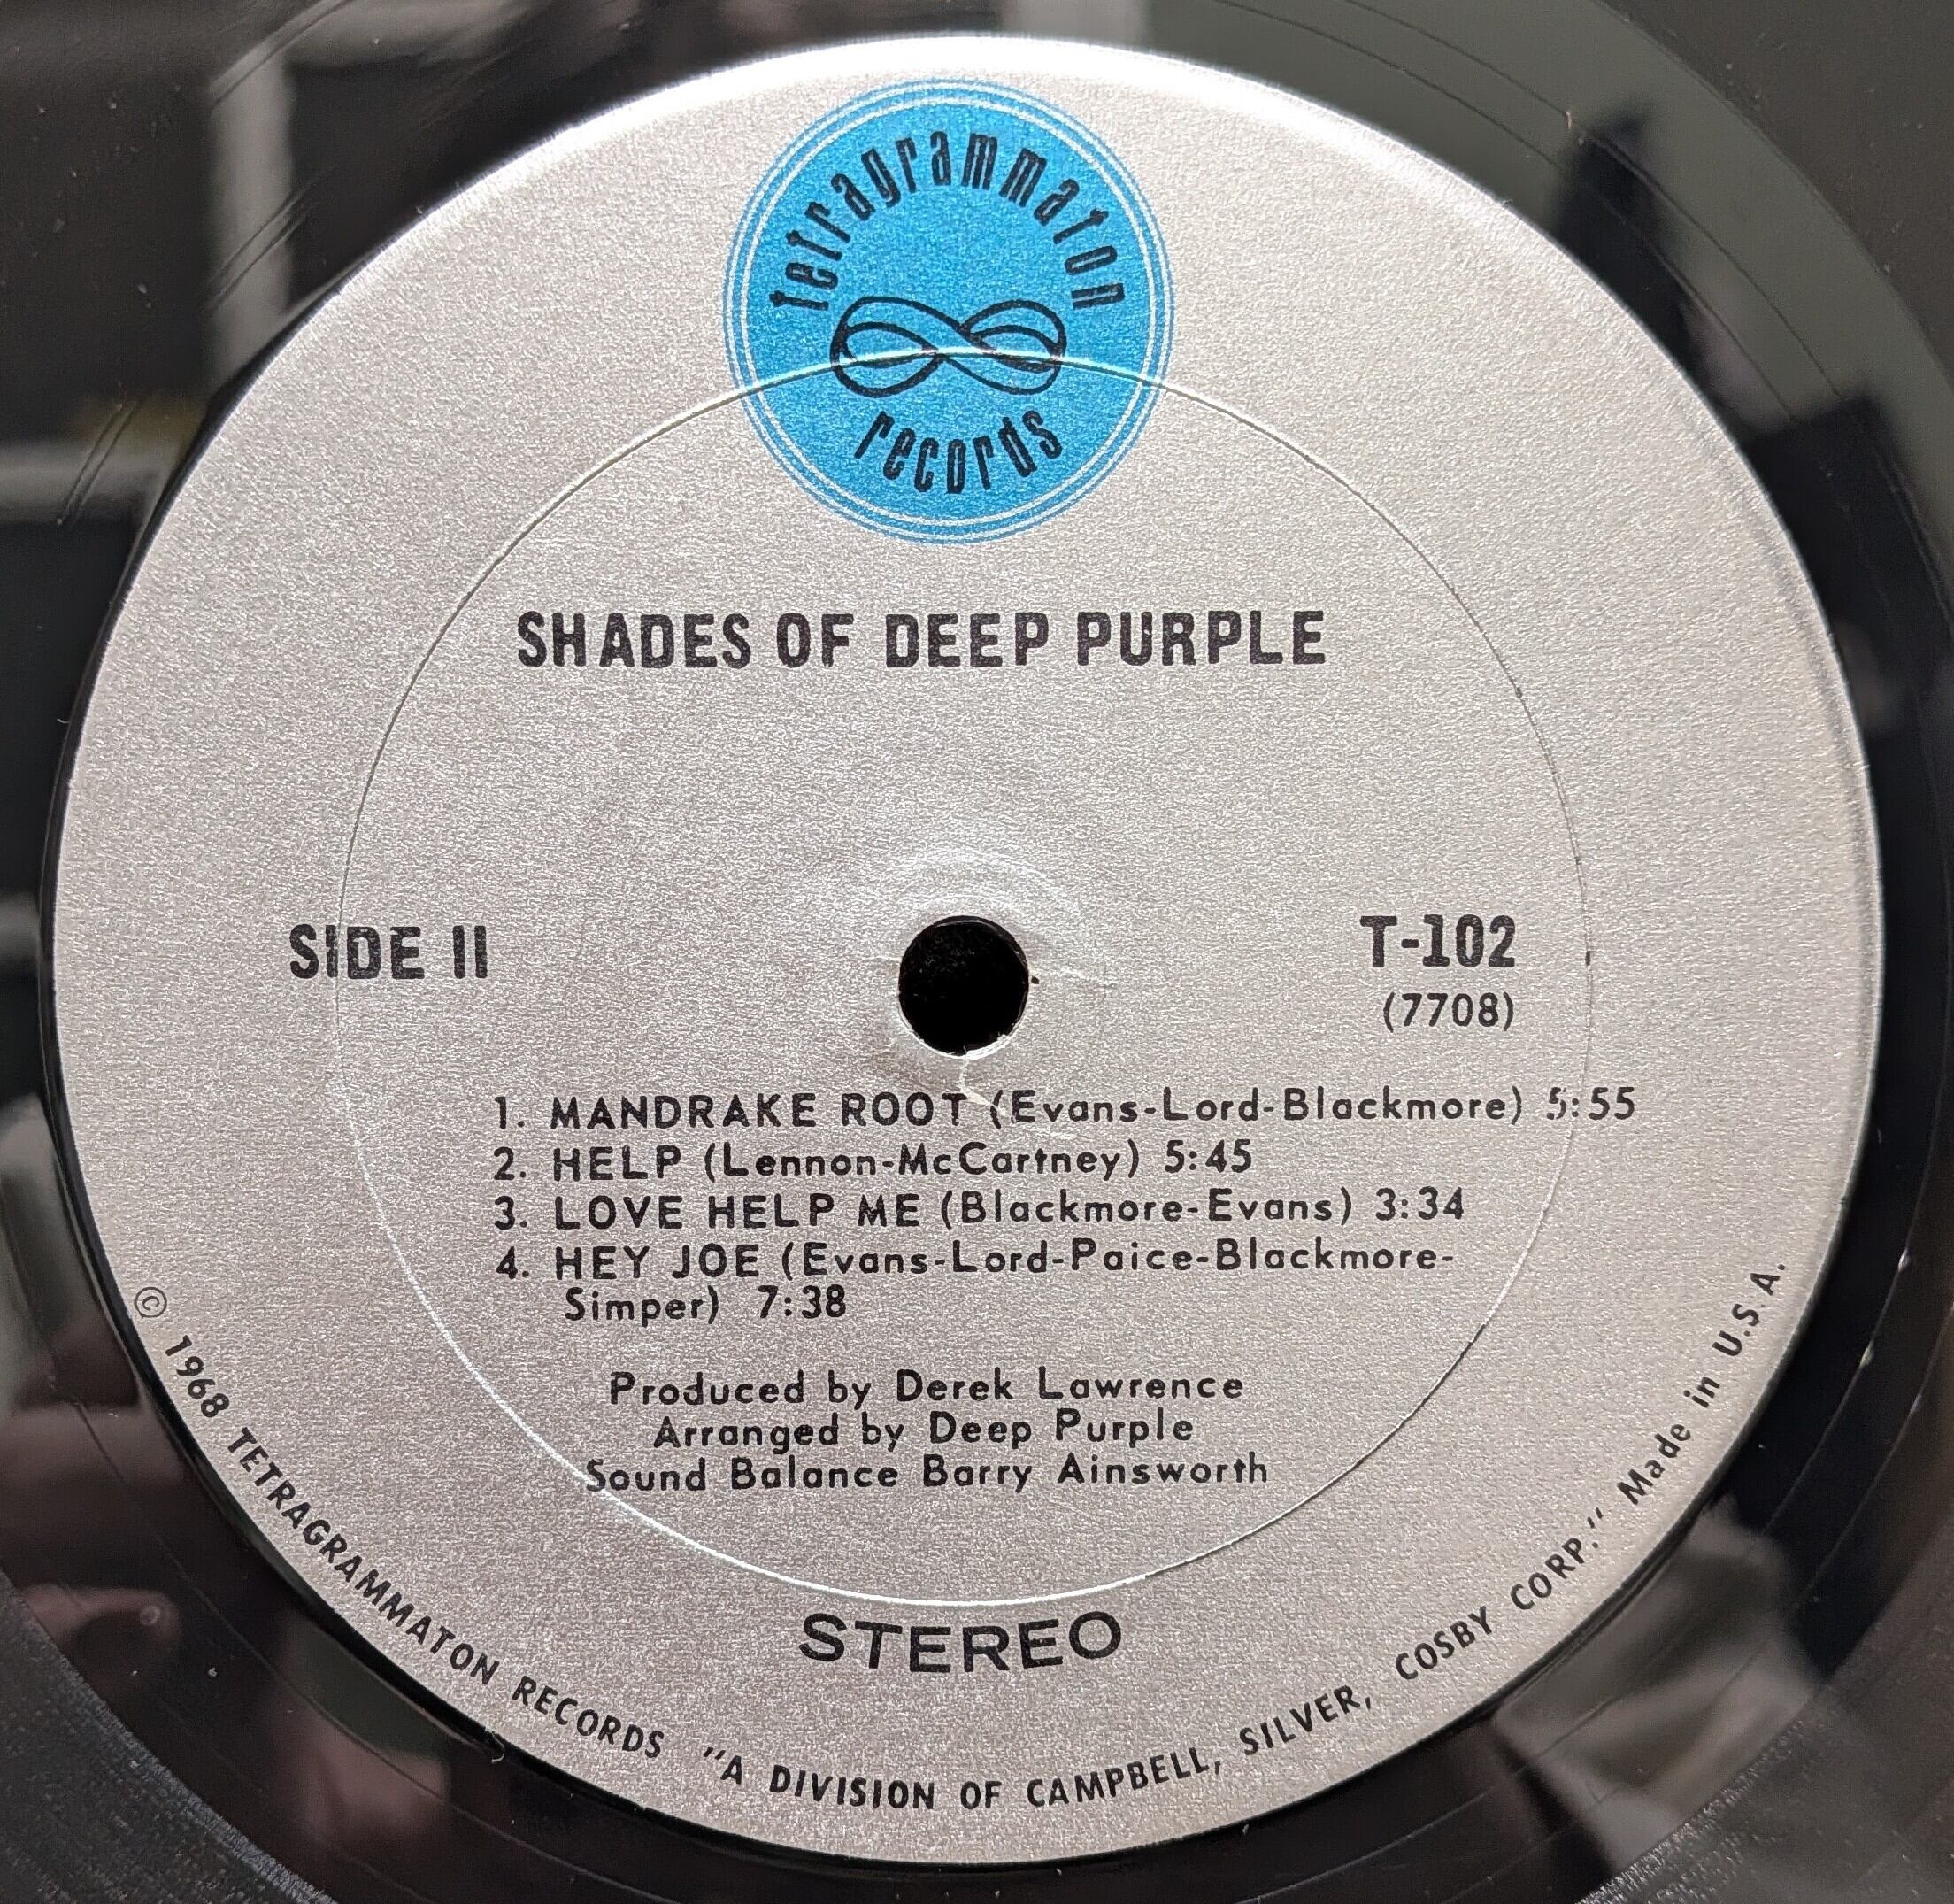 tetragrammaton
records
SHADES OF DEEP PURPLE
SIDE II
T-102
(7708)
1. MANDRAKE ROOT (Evans-Lord-Blackmore) 5:55
2. HELP (Lennon-McCartney) 5:45
3. LOVE HELP ME (Blackmore-Evans) 3:34
4. HEY JOE (Evans-Lord-Paice-Blackmore-
Simper) 7:38
Produced by Derek Lawrence
Arranged by Deep Purple
Sound Balance Barry Ainsworth
STEREO
© 1968 TETRAGRAMMATON RECORDS "A DIVISION OF CAMPBELL, SILVER, COSBY CORP." Made in U.S.A.